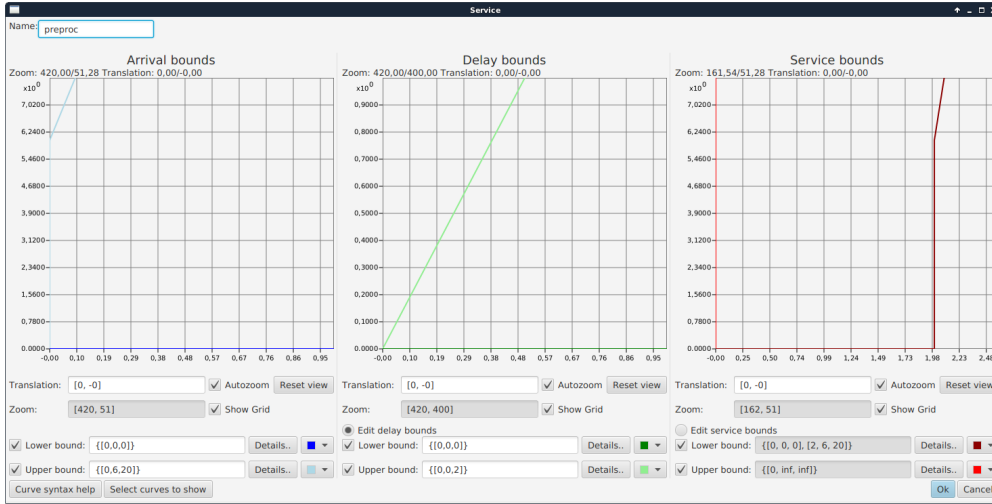 Service
Name: preproc
Arrival bounds
Zoom: 420,00/51,28 Translation: 0,00/-0,00
x10⁰
7,0200
6,2400
5,4600
4,6800
3,9000
3,1200
2,3400
1,5600
0,7800
0,0000
-0,00 0,10 0,19 0,29 0,38 0,48 0,57 0,67 0,76 0,86 0,95
Translation: [0, -0] Autozoom Reset view
Zoom: [420, 51] Show Grid
Lower bound: {[0,0,0]} Details..
Upper bound: {[0,6,20]} Details..
Curve syntax help Select curves to show
Delay bounds
Zoom: 420,00/400,00 Translation: 0,00/-0,00
x10⁰
0,9000
0,8000
0,7000
0,6000
0,5000
0,4000
0,3000
0,2000
0,1000
0,0000
-0,00 0,10 0,19 0,29 0,38 0,48 0,57 0,67 0,76 0,86 0,95
Translation: [0, -0] Autozoom Reset view
Zoom: [420, 400] Show Grid
Edit delay bounds
Lower bound: {[0,0,0]} Details..
Upper bound: {[0,0,2]} Details..
Service bounds
Zoom: 161,54/51,28 Translation: 0,00/-0,00
x10⁰
7,0200
6,2400
5,4600
4,6800
3,9000
3,1200
2,3400
1,5600
0,7800
0,0000
-0,00 0,25 0,50 0,74 0,99 1,24 1,49 1,73 1,98 2,23 2,48
Translation: [0, -0] Autozoom Reset view
Zoom: [162, 51] Show Grid
Edit service bounds
Lower bound: {[0, 0, 0], [2, 6, 20]} Details..
Upper bound: {[0, inf, inf]} Details..
Ok Cancel